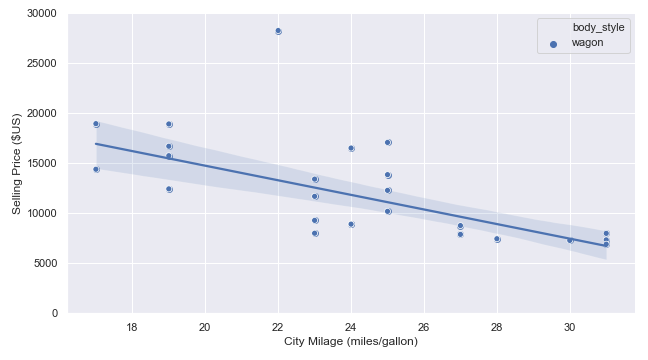 30000
25000
20000
15000
10000
5000
0
Selling Price ($US)
body_style
wagon
18 20 22 24 26 28 30
City Milage (miles/gallon)